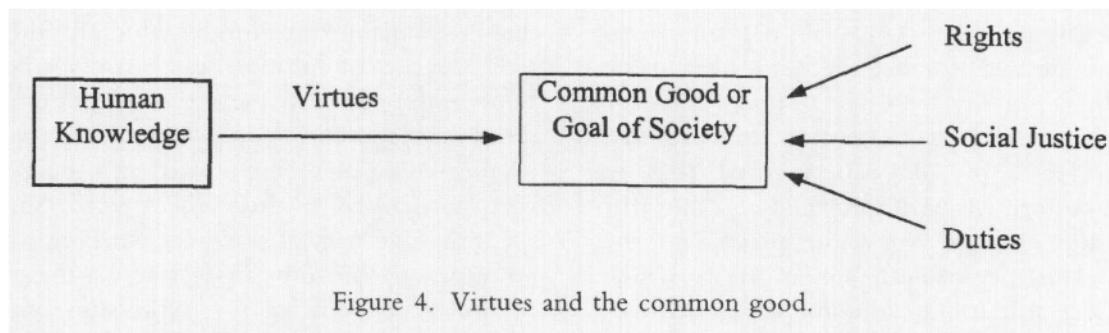 Rights
Human
Knowledge
Virtues
Common Good or
Goal of Society
Social Justice
Duties
Figure 4. Virtues and the common good.